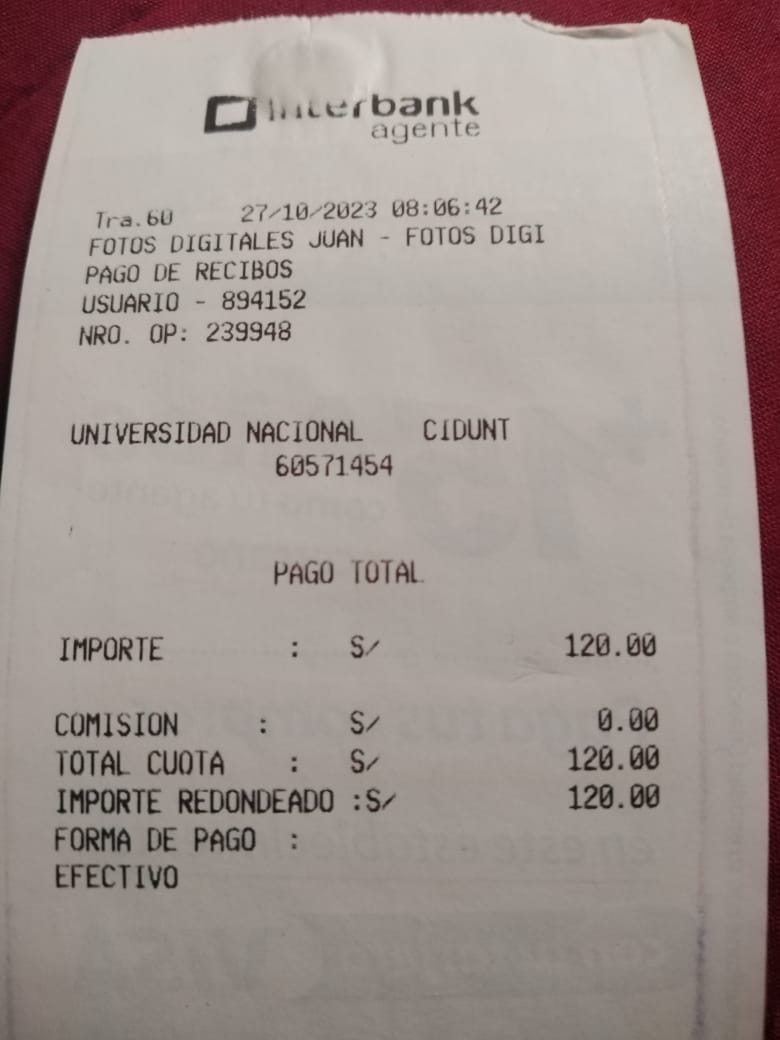 Interbank
agente
Tra.60 27/10/2023 08:06:42
FOTOS DIGITALES JUAN - FOTOS DIGI
PAGO DE RECIBOS
USUARIO - 894152
NRO. OP: 239948
UNIVERSIDAD NACIONAL CIDUNT
60571454
PAGO TOTAL
IMPORTE : S/ 120.00
COMISION : S/ 0.00
TOTAL CUOTA : S/ 120.00
IMPORTE REDONDEADO :S/ 120.00
FORMA DE PAGO :
EFECTIVO